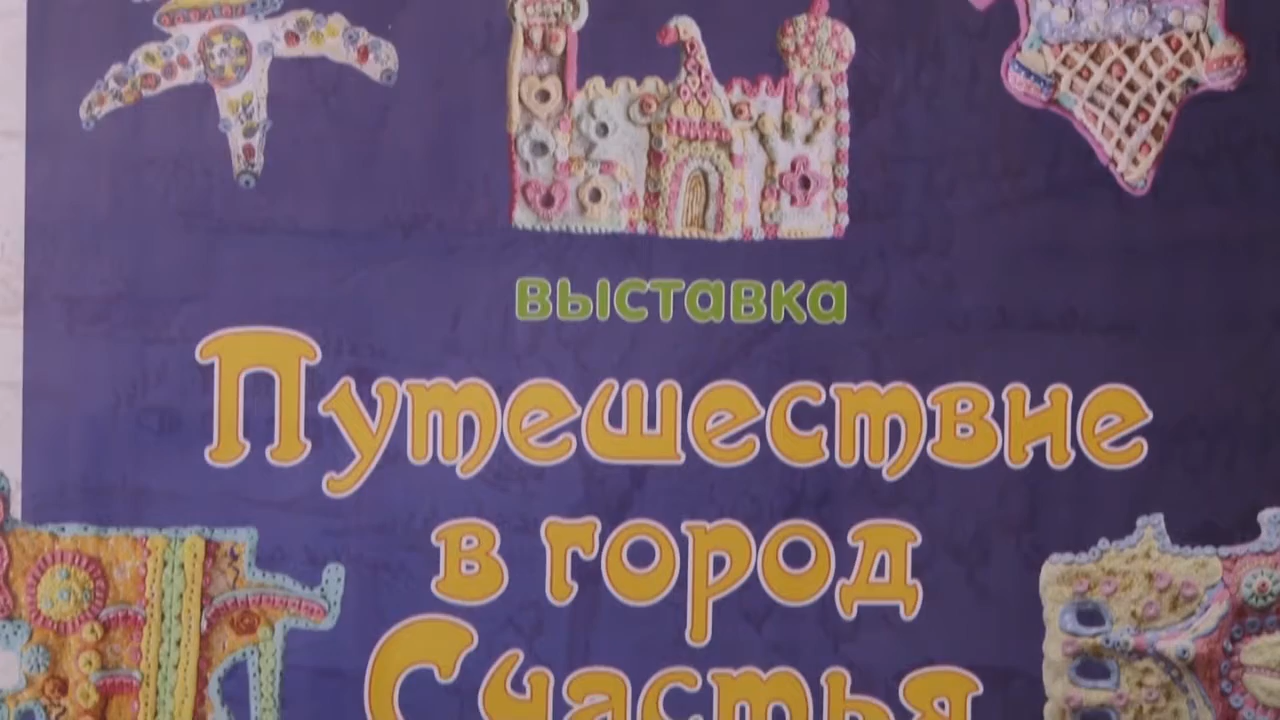 выставка
Путешествие
в город
Счастья